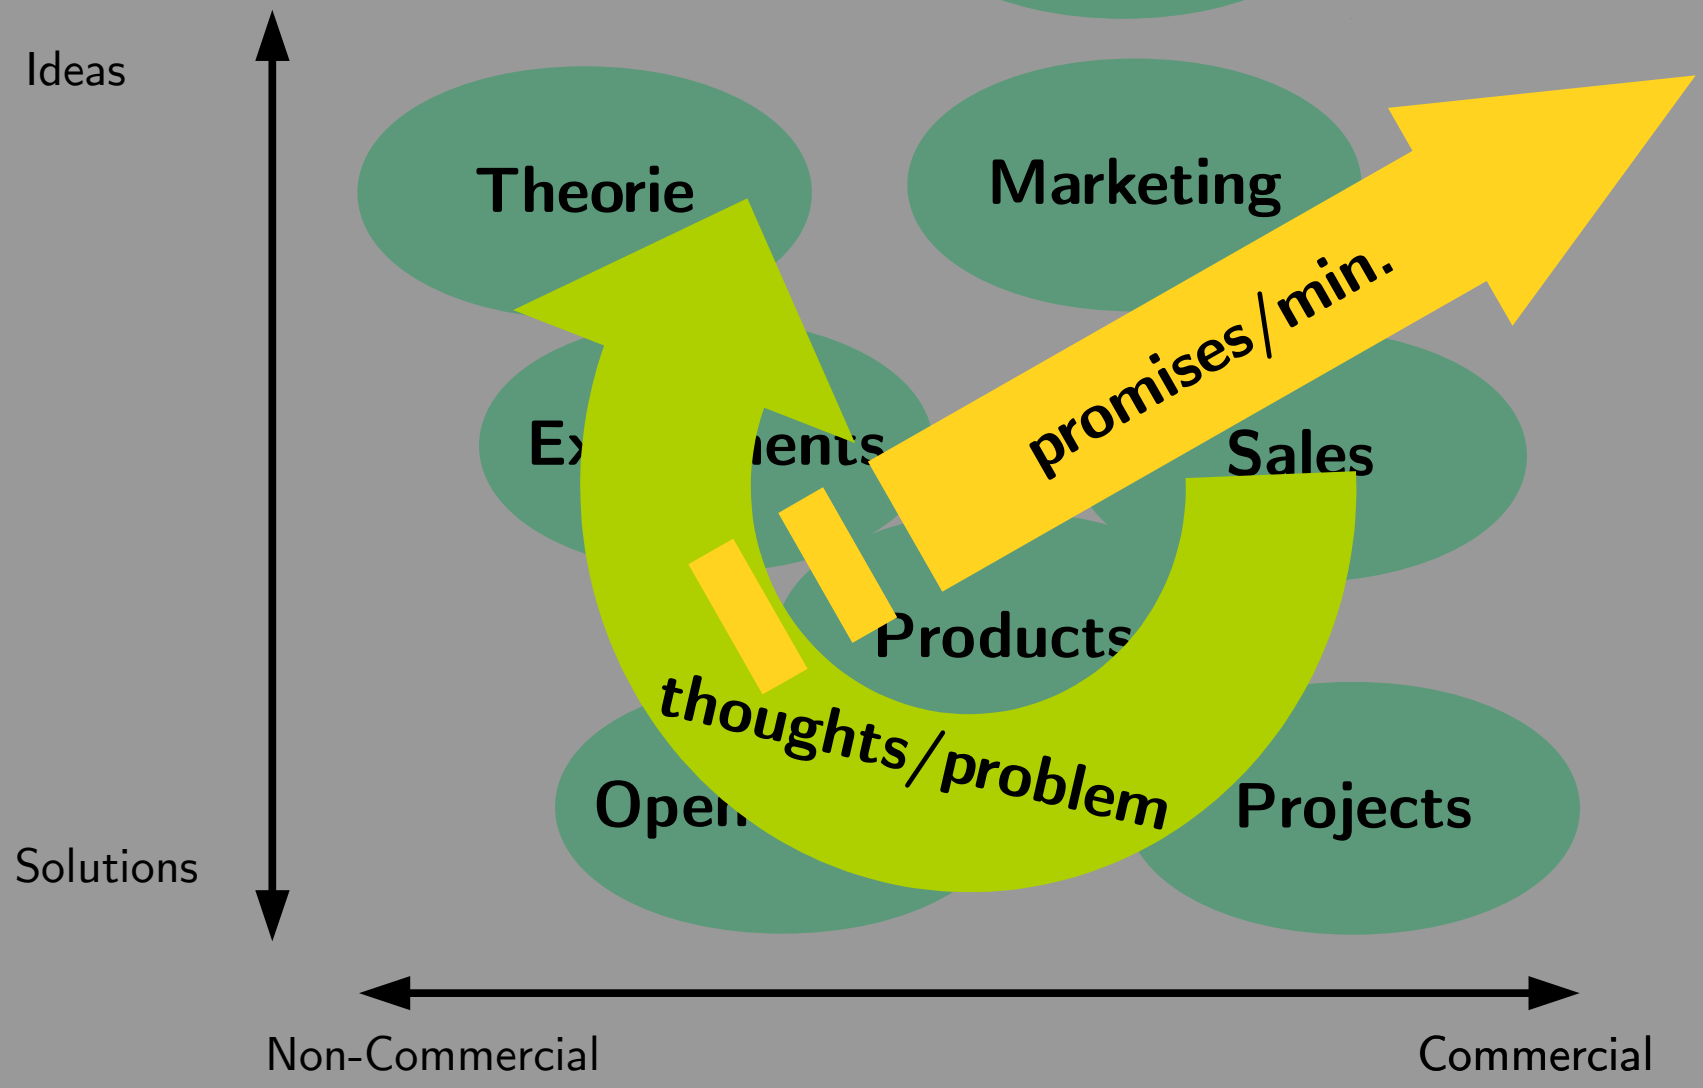 Ideas
Theorie
Marketing
promises/min.
Sales
Products
thoughts/problem
Projects
Solutions
Non-Commercial
Commercial